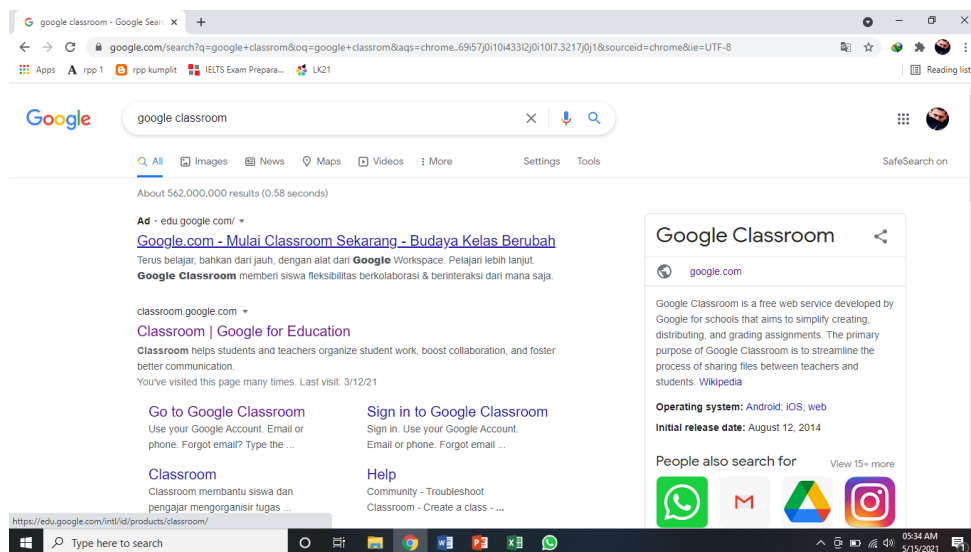 google classroom - Google Searc
google.com/search?q=google+classrom&oq=google+classrom&aqs=chrome..69i57j0i10i433l2j0i10l7.3217j0j1&sourceid=chrome&ie=UTF-8
Apps A rpp 1 rpp kumplit IELTS Exam Prepara... LK21 Reading list
Google
google classroom
All Images News Maps Videos More Settings Tools SafeSearch on
About 562,000,000 results (0.58 seconds)
Ad · edu.google.com/
Google.com - Mulai Classroom Sekarang - Budaya Kelas Berubah
Terus belajar, bahkan dari jauh, dengan alat dari Google Workspace. Pelajari lebih lanjut.
Google Classroom memberi siswa fleksibilitas berkolaborasi & berinteraksi dari mana saja.
classroom.google.com
Classroom | Google for Education
Classroom helps students and teachers organize student work, boost collaboration, and foster
better communication.
You've visited this page many times. Last visit: 3/12/21
Go to Google Classroom
Use your Google Account. Email or
phone. Forgot email? Type the ...
Sign in to Google Classroom
Sign in. Use your Google Account.
Email or phone. Forgot email ...
Classroom
Classroom membantu siswa dan
pengajar mengorganisir tugas ...
Help
Community - Troubleshoot
Classroom - Create a class - ...
Google Classroom
google.com
Google Classroom is a free web service developed by
Google for schools that aims to simplify creating,
distributing, and grading assignments. The primary
purpose of Google Classroom is to streamline the
process of sharing files between teachers and
students. Wikipedia
Operating system: Android; iOS; web
Initial release date: August 12, 2014
People also search for View 15+ more
https://edu.google.com/intl/id/products/classroom/
Type here to search
05:34 AM
5/15/2021